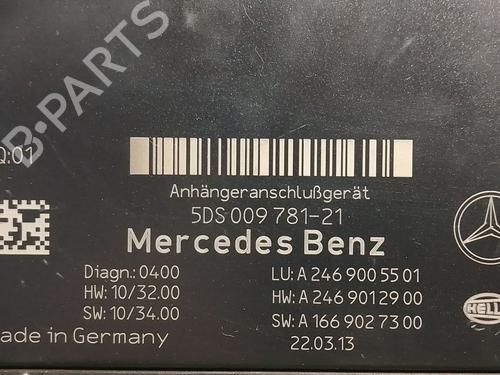 B-PARTS
Q:01
Anhängeranschlußgerät
5DS 009 781-21
Mercedes Benz
Diagn.: 0400 LU: A 246 900 55 01
HW: 10/32.00 HW: A 246 901 29 00
SW: 10/34.00 SW: A 166 902 73 00
ade in Germany 22.03.13
HELLA